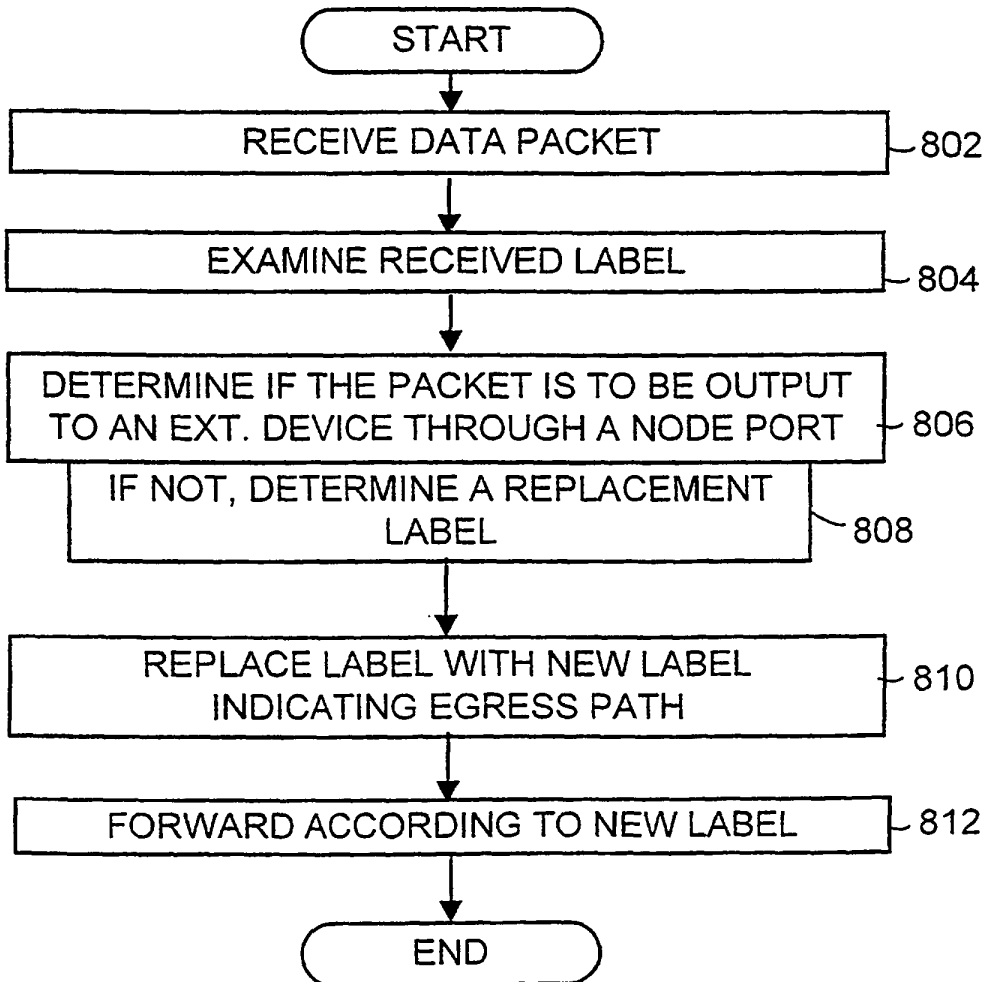 START
RECEIVE DATA PACKET
802
EXAMINE RECEIVED LABEL
804
DETERMINE IF THE PACKET IS TO BE OUTPUT
TO AN EXT. DEVICE THROUGH A NODE PORT
806
IF NOT, DETERMINE A REPLACEMENT
LABEL
808
REPLACE LABEL WITH NEW LABEL
INDICATING EGRESS PATH
810
FORWARD ACCORDING TO NEW LABEL
812
END